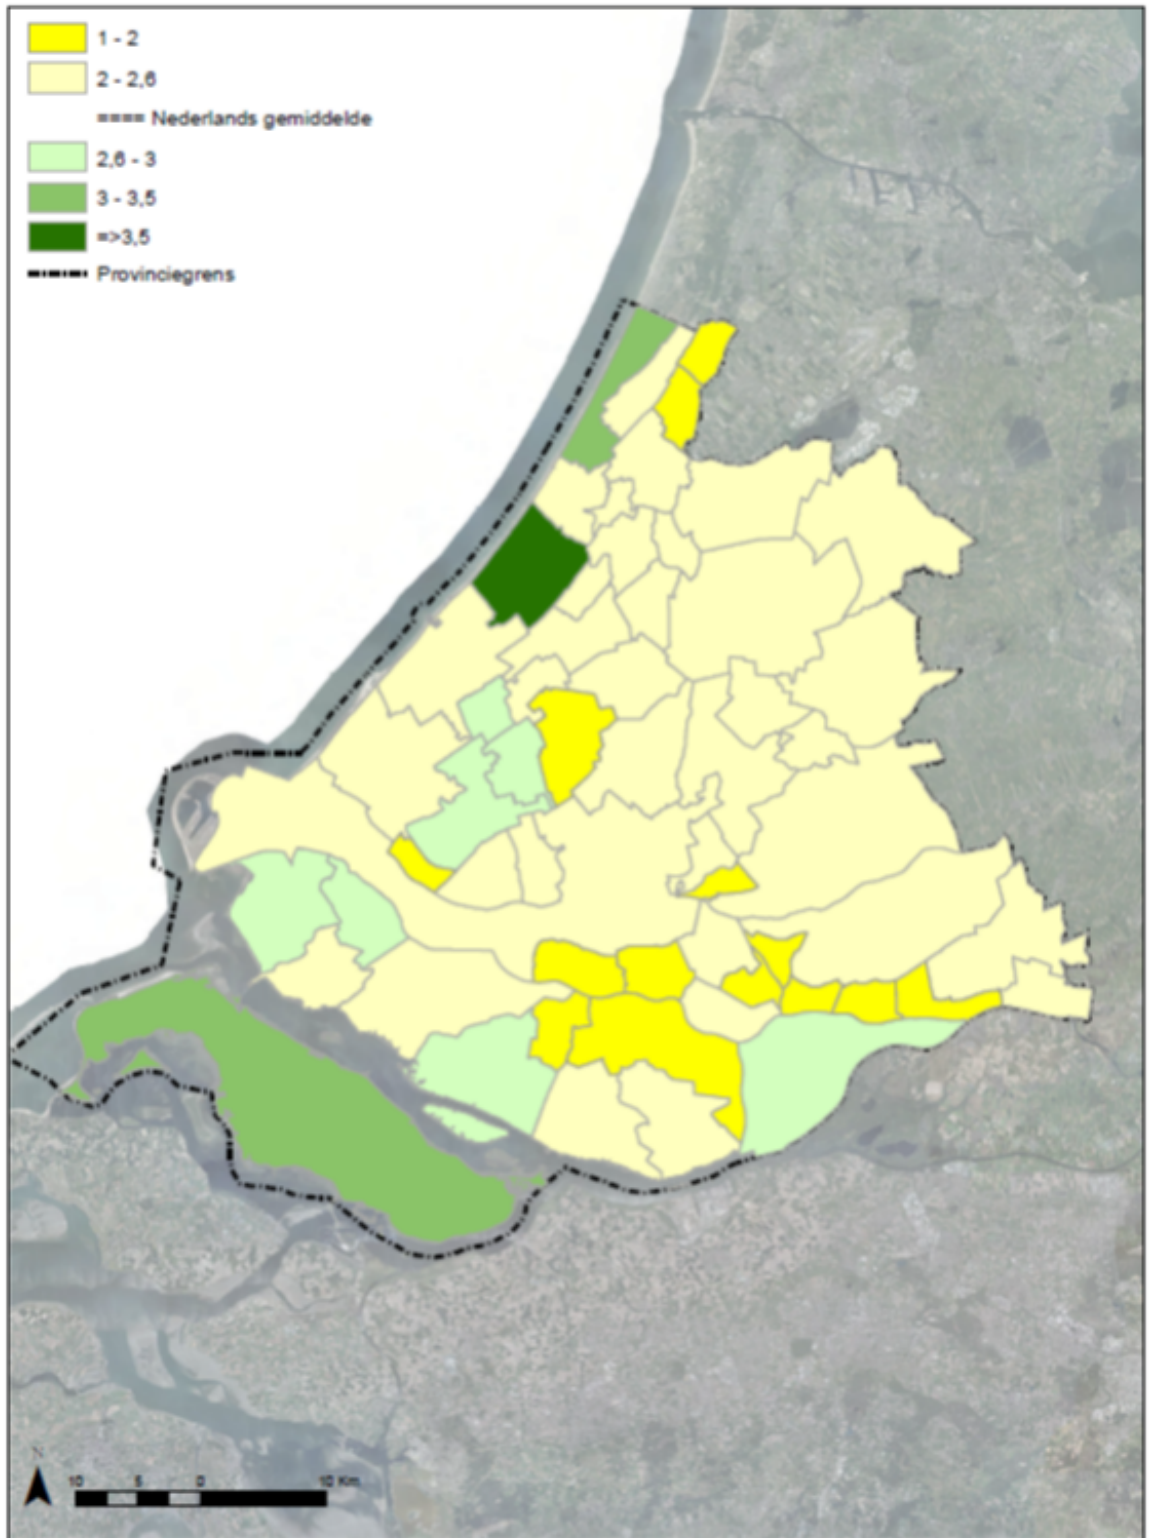 1 - 2
2 - 2,6
==== Nederlands gemiddelde
2,6 - 3
3 - 3,5
=>3,5
Provinciegrens
N
10 5 0 10 Km